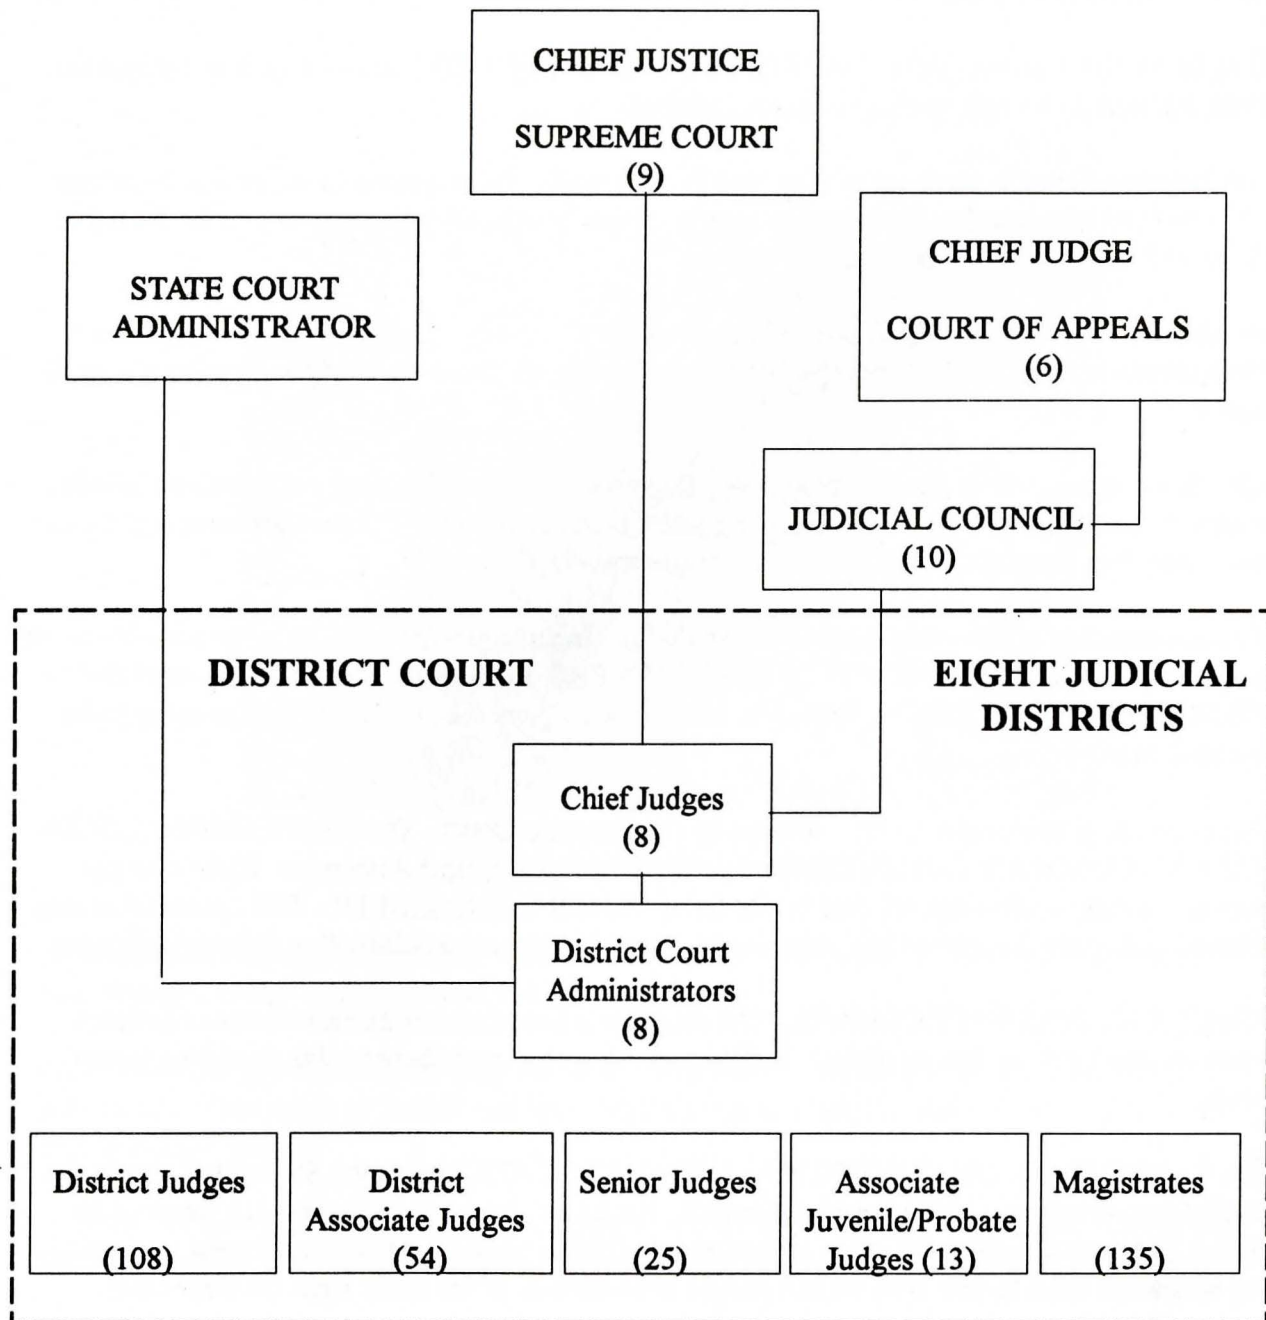 CHIEF JUSTICE
SUPREME COURT
(9)
STATE COURT
ADMINISTRATOR
CHIEF JUDGE
COURT OF APPEALS
(6)
JUDICIAL COUNCIL
(10)
DISTRICT COURT
EIGHT JUDICIAL
DISTRICTS
Chief Judges
(8)
District Court
Administrators
(8)
District Judges
(108)
District
Associate Judges
(54)
Senior Judges
(25)
Associate
Juvenile/Probate
Judges (13)
Magistrates
(135)